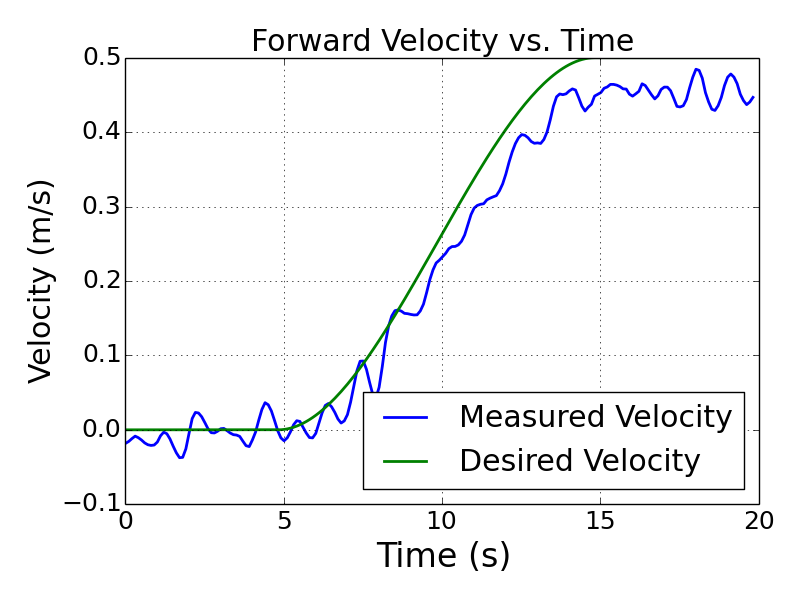 Forward Velocity vs. Time
Velocity (m/s)
0.5
0.4
0.3
0.2
0.1
0.0
−0.1
Measured Velocity
Desired Velocity
0 5 10 15 20
Time (s)